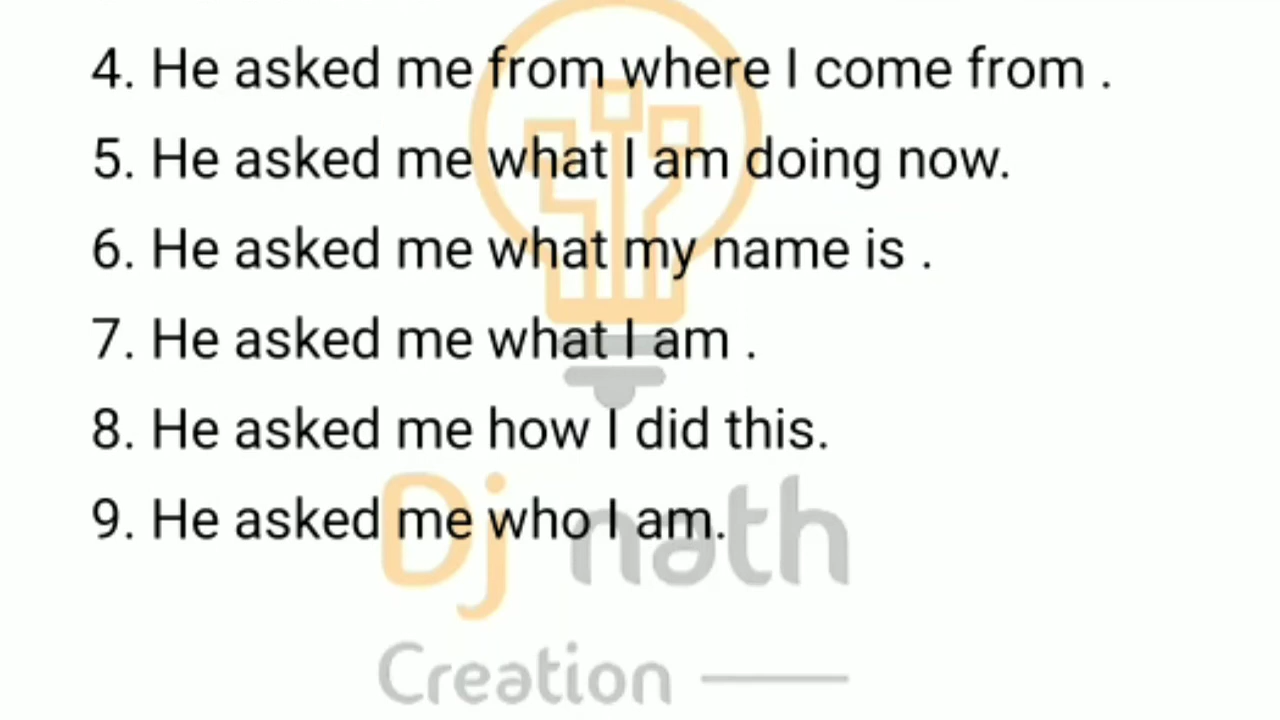 4. He asked me from where I come from .
5. He asked me what I am doing now.
6. He asked me what my name is .
7. He asked me what I am .
8. He asked me how I did this.
9. He asked me who I am.
Dj nath
Creation